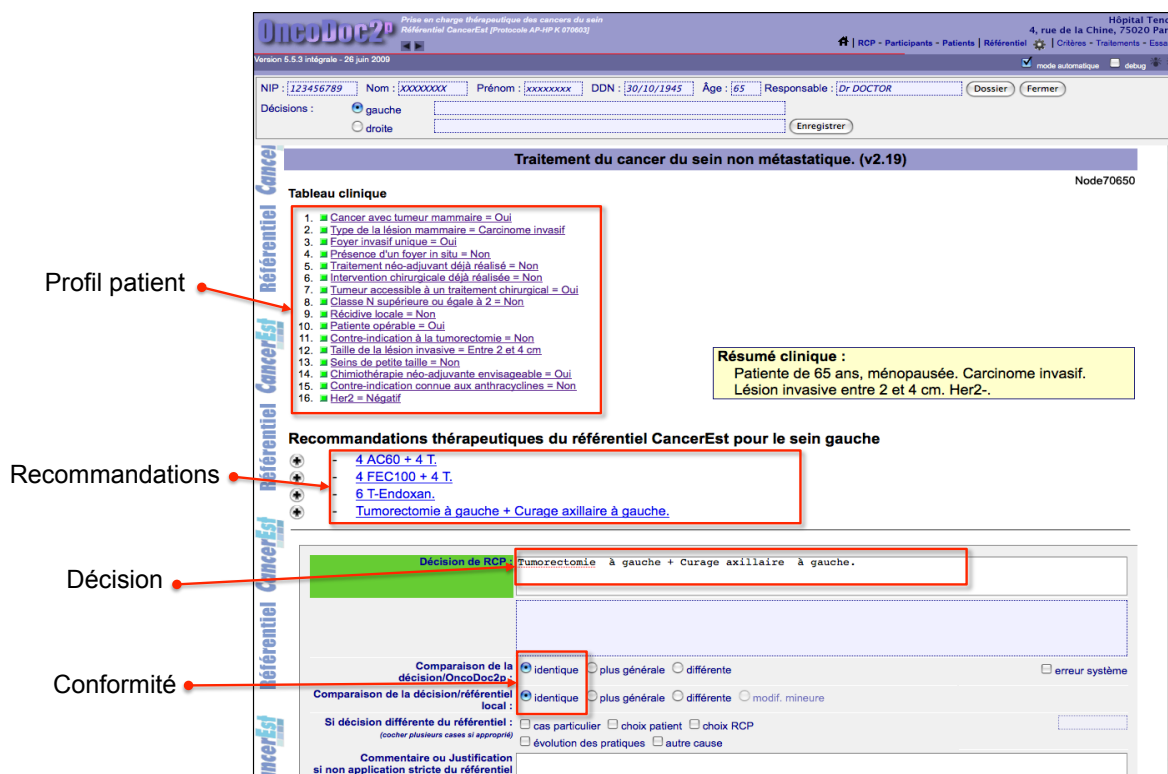 OncoDoc2p
Prise en charge thérapeutique des cancers du sein
Référentiel CancerEst [Protocole AP-HP K 070603]
Hôpital Teno
4, rue de la Chine, 75020 Par
| RCP - Participants - Patients | Référentiel | Critères - Traitements - Essa
Version 5.5.3 intégrale - 26 juin 2009
mode automatique debug
NIP : 123456789 Nom : XXXXXXXX Prénom : xxxxxxxx DDN : 30/10/1945 Âge : 65 Responsable : Dr DOCTOR Dossier Fermer
Décisions : gauche
droite Enregistrer
Traitement du cancer du sein non métastatique. (v2.19)
Node70650
Tableau clinique
1. Cancer avec tumeur mammaire = Oui
2. Type de la lésion mammaire = Carcinome invasif
3. Foyer invasif unique = Oui
4. Présence d'un foyer in situ = Non
5. Traitement néo-adjuvant déjà réalisé = Non
6. Intervention chirurgicale déjà réalisée = Non
7. Tumeur accessible à un traitement chirurgical = Oui
8. Classe N supérieure ou égale à 2 = Non
9. Récidive locale = Non
10. Patiente opérable = Oui
11. Contre-indication à la tumorectomie = Non
12. Taille de la lésion invasive = Entre 2 et 4 cm
13. Seins de petite taille = Non
14. Chimiothérapie néo-adjuvante envisageable = Oui
15. Contre-indication connue aux anthracyclines = Non
16. Her2 = Négatif
Profil patient
Résumé clinique :
Patiente de 65 ans, ménopausée. Carcinome invasif.
Lésion invasive entre 2 et 4 cm. Her2-.
Recommandations thérapeutiques du référentiel CancerEst pour le sein gauche
- 4 AC60 + 4 T.
- 4 FEC100 + 4 T.
- 6 T-Endoxan.
- Tumorectomie à gauche + Curage axillaire à gauche.
Recommandations
Décision de RCP : Tumorectomie à gauche + Curage axillaire à gauche.
Décision
Comparaison de la
décision/OncoDoc2p : identique plus générale différente erreur système
Conformité
Comparaison de la décision/référentiel
local : identique plus générale différente modif. mineure
Si décision différente du référentiel : cas particulier choix patient choix RCP
(cocher plusieurs cases si approprié) évolution des pratiques autre cause
Commentaire ou Justification
si non application stricte du référentiel
Référentiel CancerEst Référentiel CancerEst Référentiel CancerEst